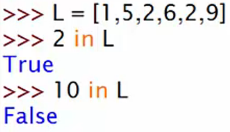 >>> L = [1,5,2,6,2,9]
>>> 2 in L
True
>>> 10 in L
False